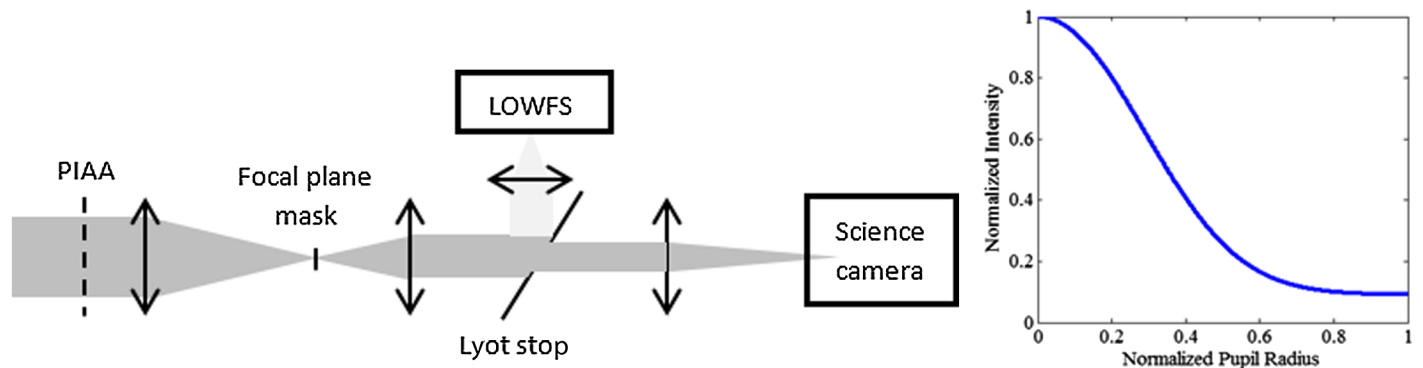 LOWFS
PIAA
Focal plane
mask
Science
camera
Lyot stop
Normalized Intensity
1
0.8
0.6
0.4
0.2
0
0 0.2 0.4 0.6 0.8 1
Normalized Pupil Radius